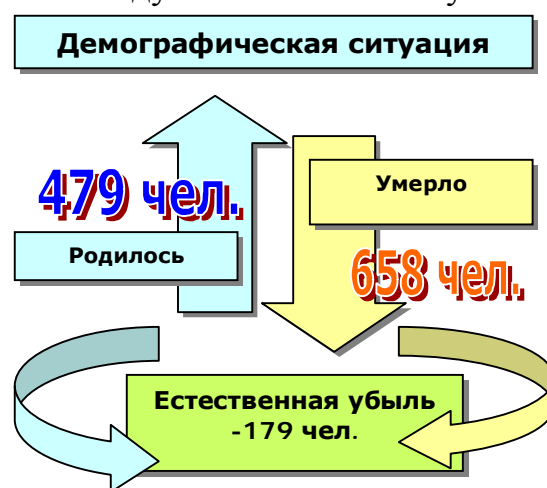 Демографическая ситуация
479 чел.
Умерло
Родилось
658 чел.
Естественная убыль
-179 чел.